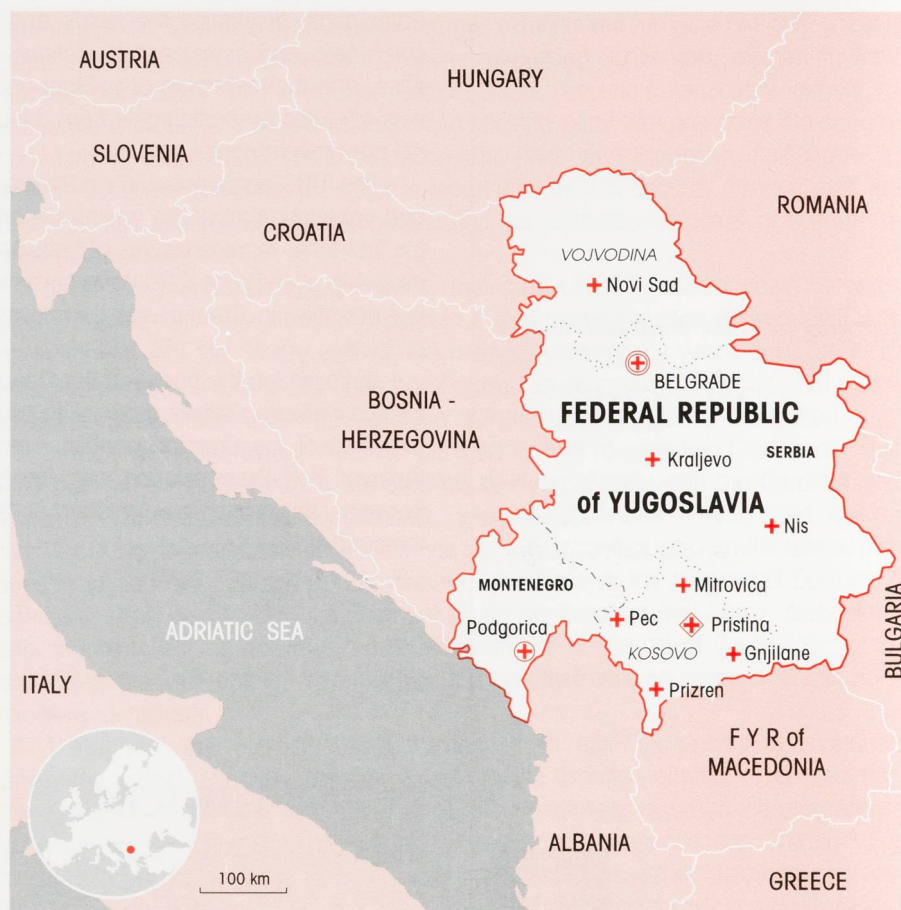 AUSTRIA
HUNGARY
SLOVENIA
ROMANIA
CROATIA
VOJVODINA
Novi Sad
BELGRADE
BOSNIA -
HERZEGOVINA
FEDERAL REPUBLIC
SERBIA
Kraljevo
of YUGOSLAVIA
Nis
MONTENEGRO
Mitrovica
Pec
Pristina
Podgorica
KOSOVO
Gnjilane
BULGARIA
ADRIATIC SEA
ITALY
Prizren
F Y R of
MACEDONIA
ALBANIA
100 km
GREECE